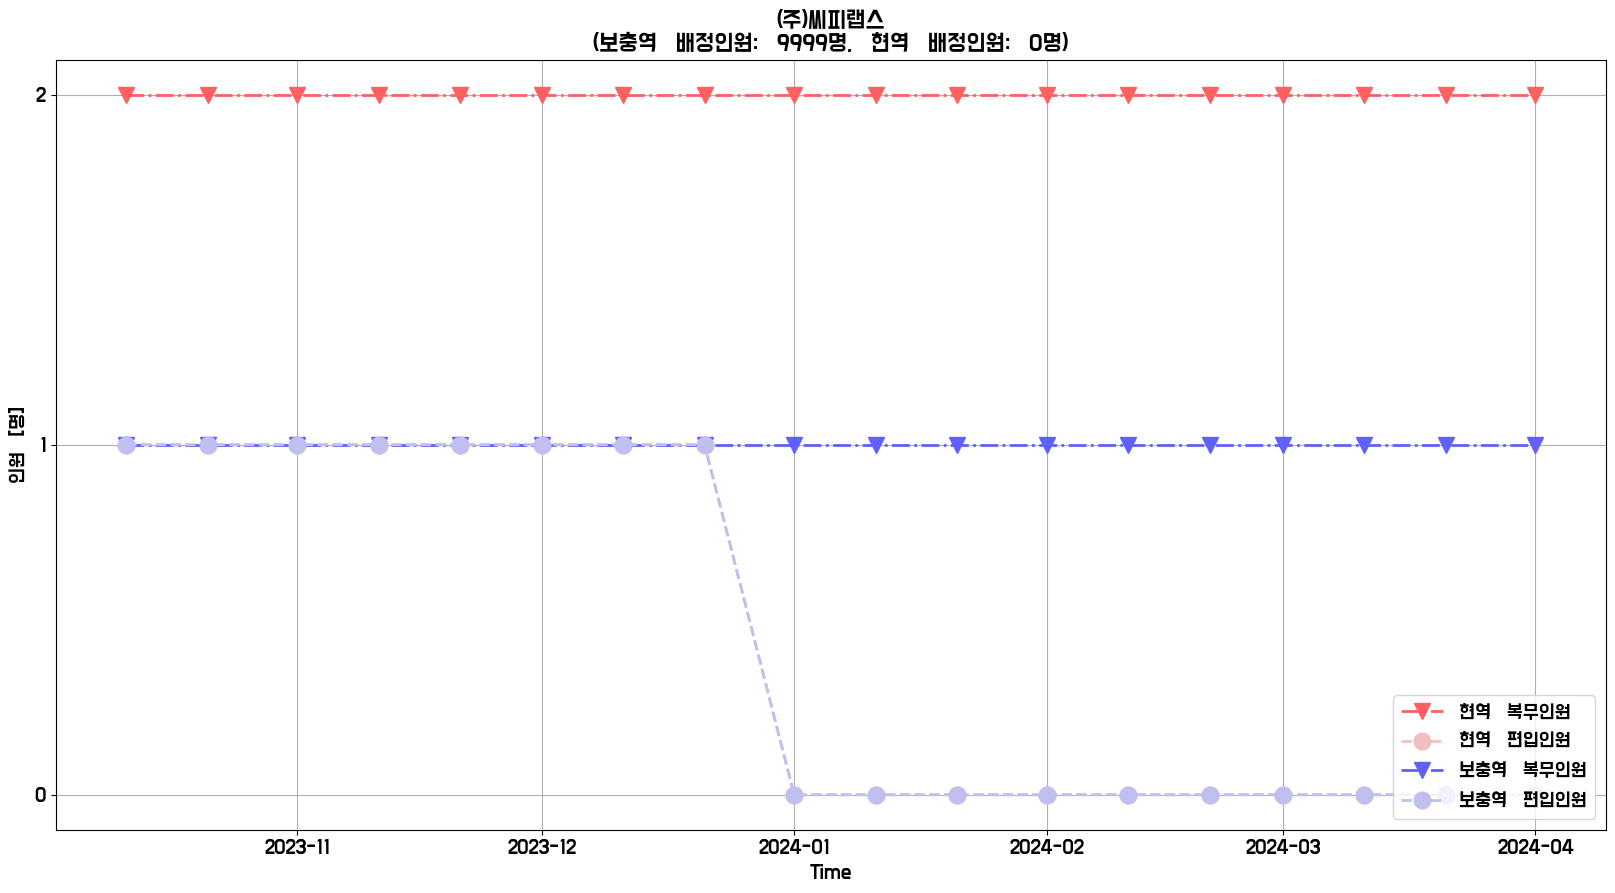 (주)씨피랩스
(보충역 배정인원: 9999명, 현역 배정인원: 0명)
2
1
0
인원 [명]
2023-11
2023-12
2024-01
2024-02
2024-03
2024-04
Time
현역 복무인원
현역 편입인원
보충역 복무인원
보충역 편입인원